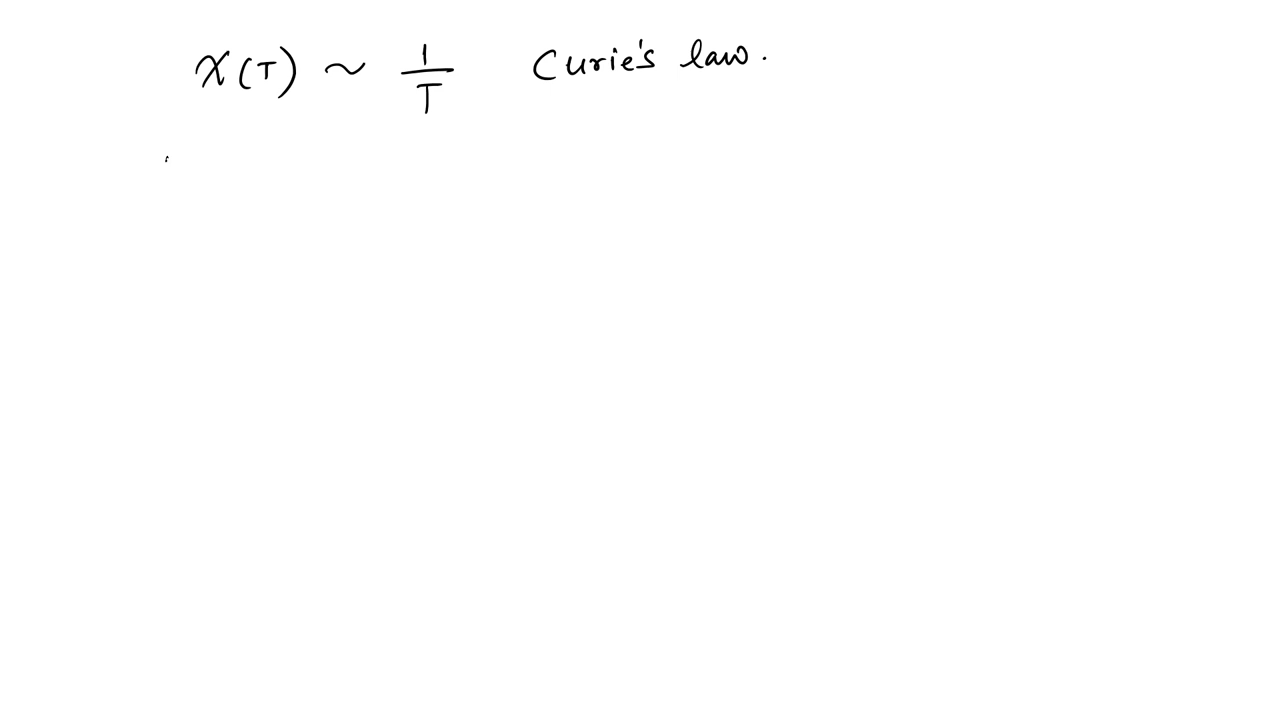 χ(T) ~ 1/T Curie's law.